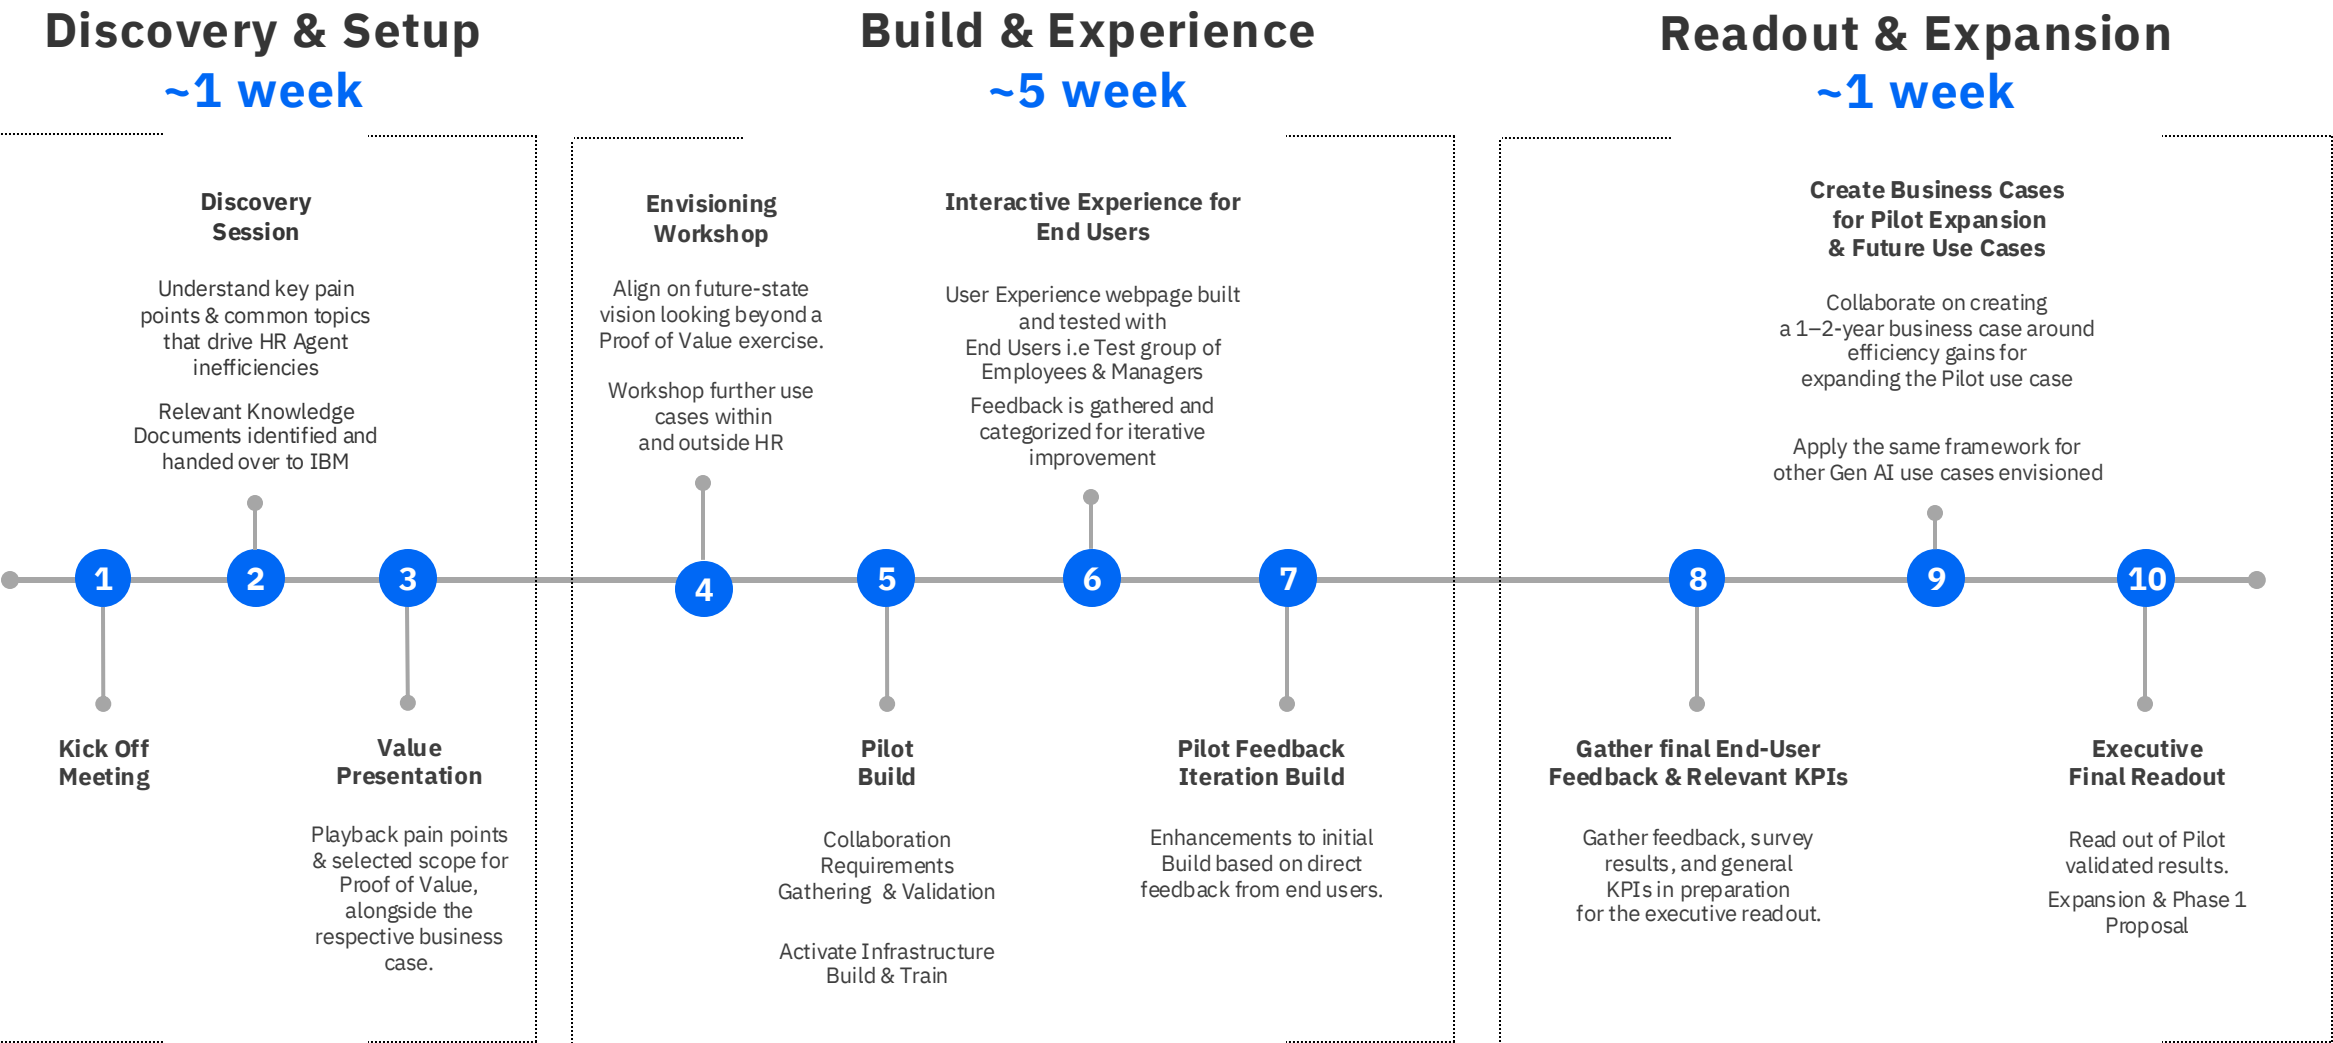 Discovery & Setup
~1 week
Build & Experience
~5 week
Readout & Expansion
~1 week
Discovery
Session
Understand key pain
points & common topics
that drive HR Agent
inefficiencies
Relevant Knowledge
Documents identified and
handed over to IBM
Envisioning
Workshop
Align on future-state
vision looking beyond a
Proof of Value exercise.
Workshop further use
cases within
and outside HR
Interactive Experience for
End Users
User Experience webpage built
and tested with
End Users i.e Test group of
Employees & Managers
Feedback is gathered and
categorized for iterative
improvement
Create Business Cases
for Pilot Expansion
& Future Use Cases
Collaborate on creating
a 1–2-year business case around
efficiency gains for
expanding the Pilot use case
Apply the same framework for
other Gen AI use cases envisioned
1
2
3
4
5
6
7
8
9
10
Kick Off
Meeting
Value
Presentation
Playback pain points
& selected scope for
Proof of Value,
alongside the
respective business
case.
Pilot
Build
Collaboration
Requirements
Gathering & Validation
Activate Infrastructure
Build & Train
Pilot Feedback
Iteration Build
Enhancements to initial
Build based on direct
feedback from end users.
Gather final End-User
Feedback & Relevant KPIs
Gather feedback, survey
results, and general
KPIs in preparation
for the executive readout.
Executive
Final Readout
Read out of Pilot
validated results.
Expansion & Phase 1
Proposal